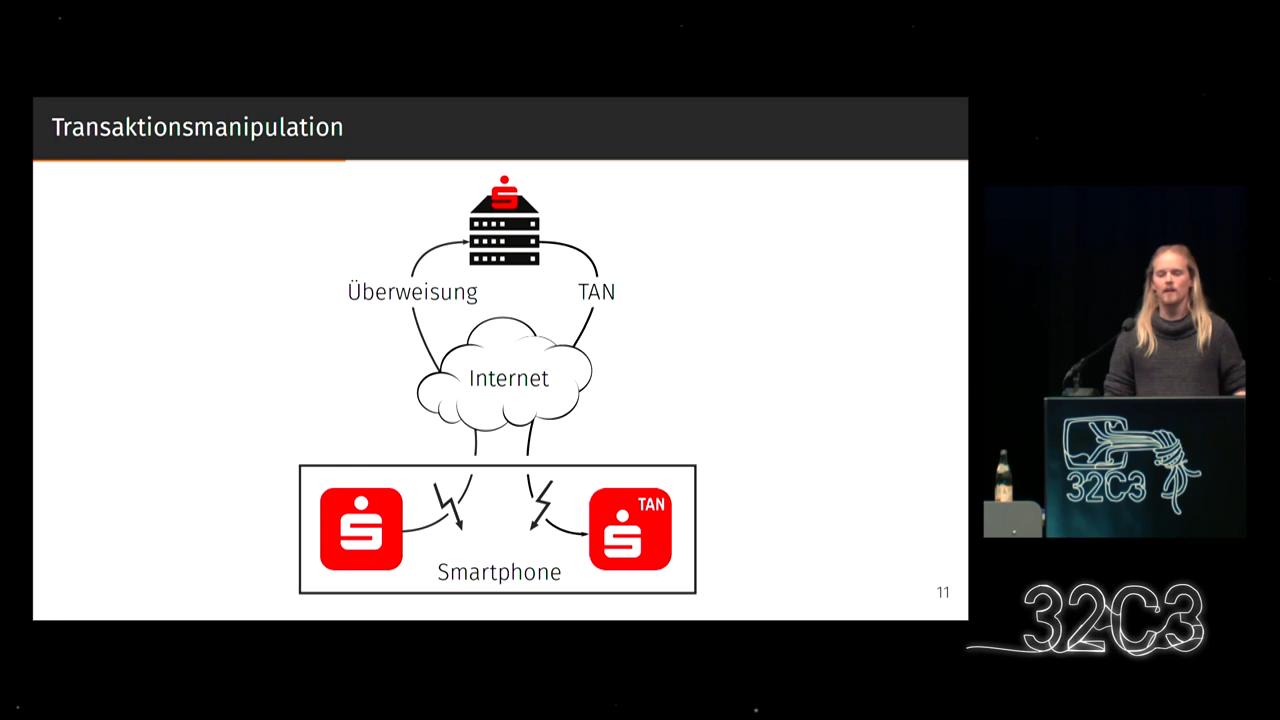 Transaktionsmanipulation
Überweisung
TAN
Internet
TAN
Smartphone
11
32C3
32C3